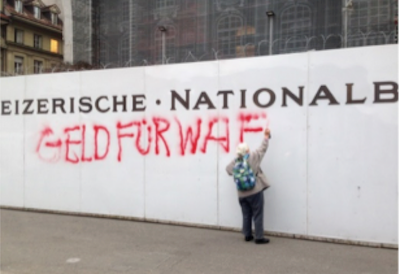 EIZERISCHE · NATIONALB
GELD FÜR WAF